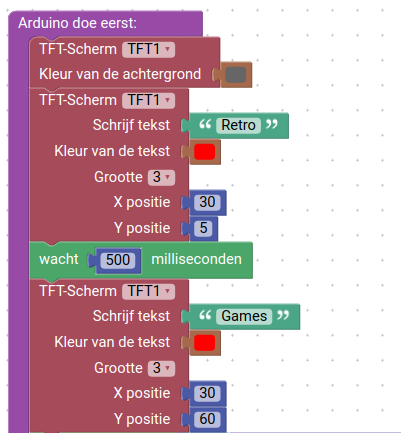 Arduino doe eerst:
TFT-Scherm TFT1
Kleur van de achtergrond
TFT-Scherm TFT1
Schrijf tekst “ Retro ”
Kleur van de tekst
Grootte 3
X positie 30
Y positie 5
wacht 500 milliseconden
TFT-Scherm TFT1
Schrijf tekst “ Games ”
Kleur van de tekst
Grootte 3
X positie 30
Y positie 60